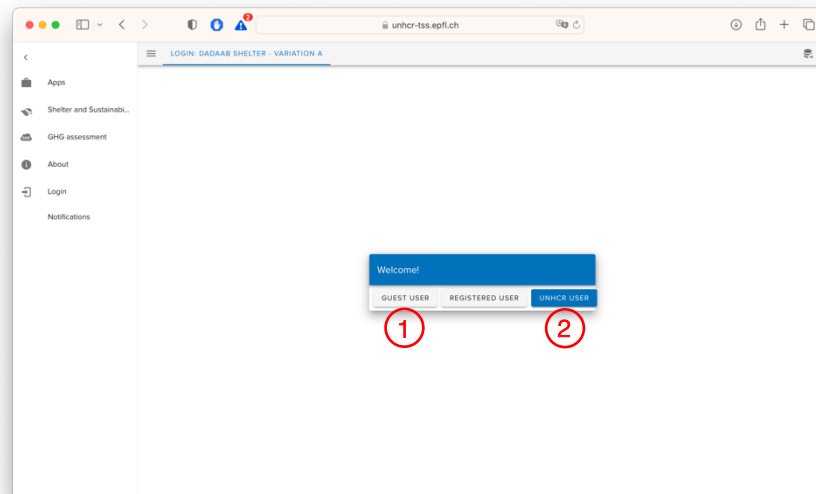 2
unhcr-tss.epfl.ch
LOGIN: DADAAB SHELTER - VARIATION A
Apps
Shelter and Sustainabi...
GHG assessment
About
Login
Notifications
Welcome!
GUEST USER REGISTERED USER UNHCR USER
1 2